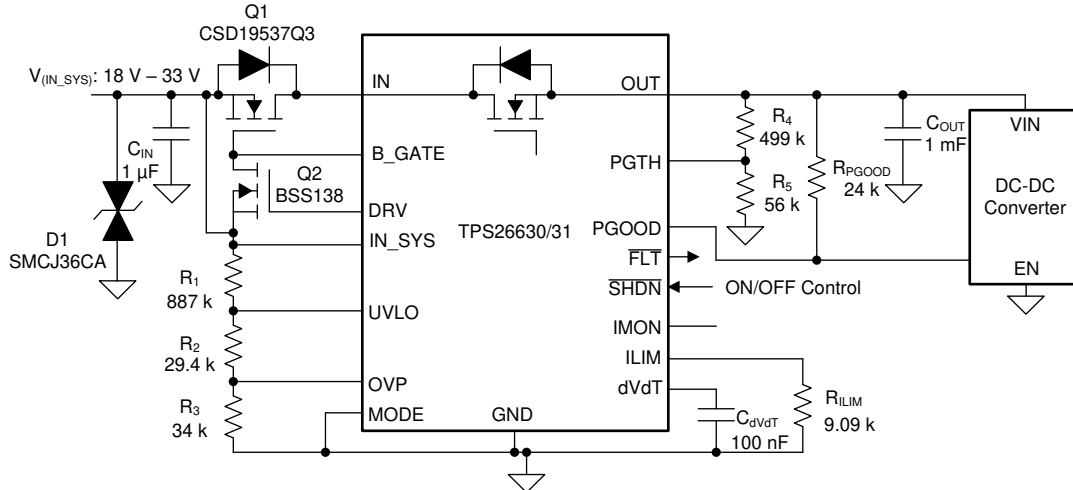 Q1
CSD19537Q3
V(IN_SYS): 18 V – 33 V
IN
OUT
CIN
1 µF
B_GATE
Q2
BSS138
DRV
IN_SYS
D1
SMCJ36CA
R1
887 k
UVLO
R2
29.4 k
OVP
R3
34 k
MODE
GND
TPS26630/31
PGTH
PGOOD
FLT
SHDN
ON/OFF Control
IMON
ILIM
dVdT
R4
499 k
R5
56 k
RPGOOD
24 k
COUT
1 mF
VIN
DC-DC
Converter
EN
CdVdT
100 nF
RILIM
9.09 k